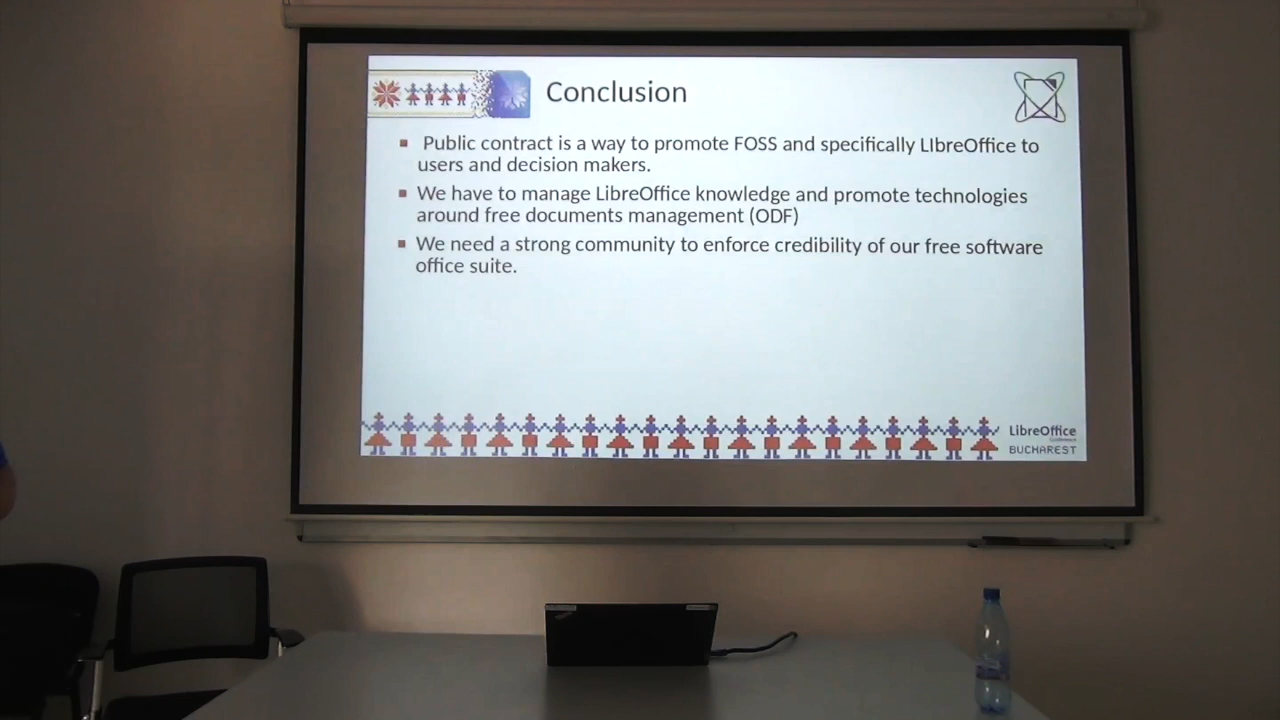 Conclusion
Public contract is a way to promote FOSS and specifically LIbreOffice to
users and decision makers.
We have to manage LibreOffice knowledge and promote technologies
around free documents management (ODF)
We need a strong community to enforce credibility of our free software
office suite.
LibreOffice
Conference
BUCHAREST